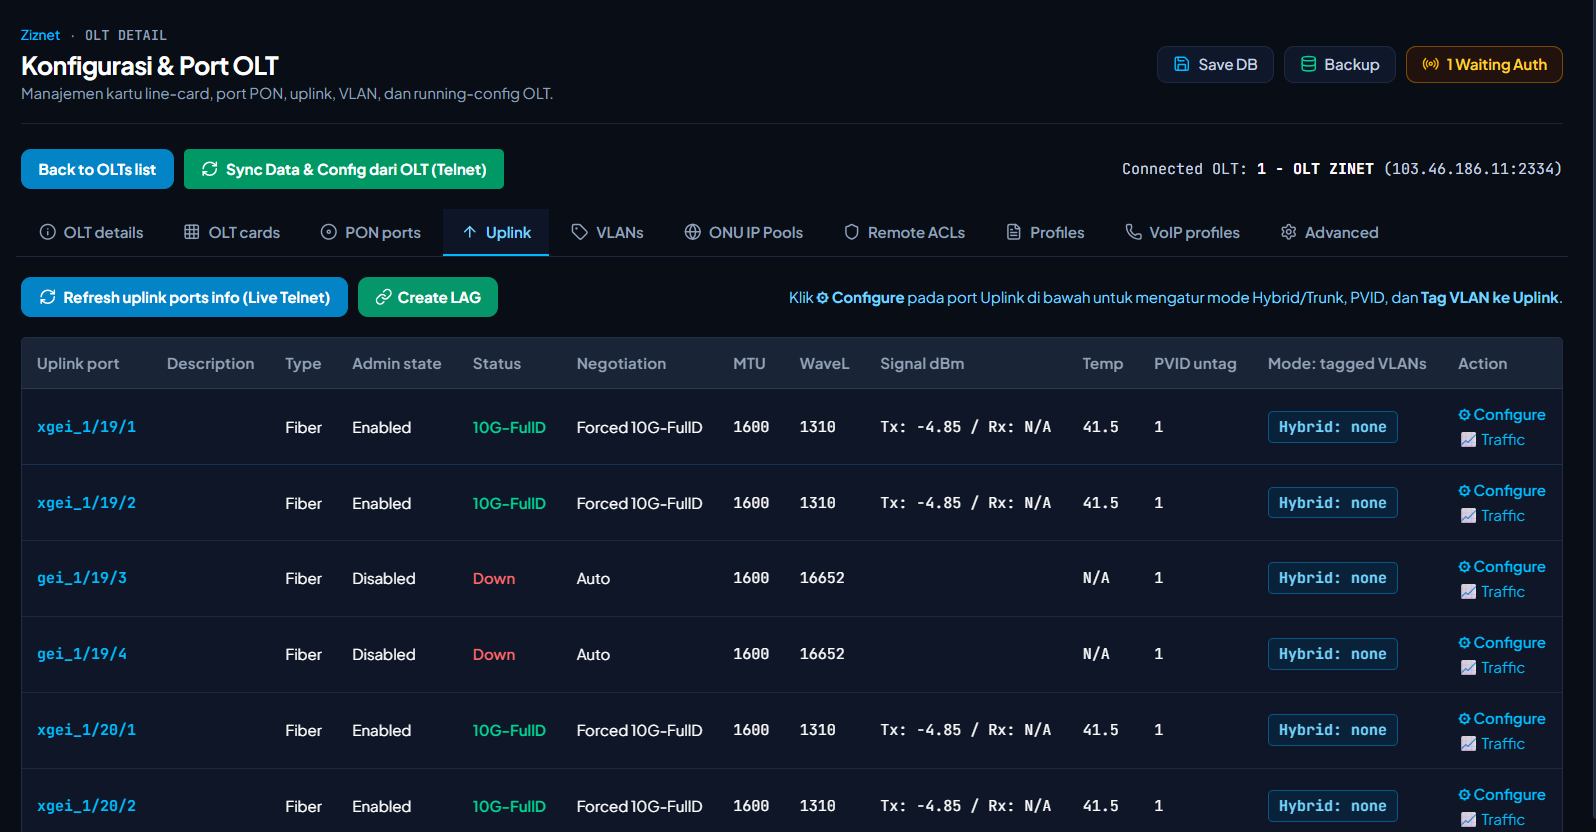 Ziznet · OLT DETAIL
Konfigurasi & Port OLT
Manajemen kartu line-card, port PON, uplink, VLAN, dan running-config OLT.
Save DB Backup 1 Waiting Auth
Back to OLTs list Sync Data & Config dari OLT (Telnet)
Connected OLT: 1 - OLT ZINET (103.46.186.11:2334)
OLT details OLT cards PON ports Uplink VLANs ONU IP Pools Remote ACLs Profiles VoIP profiles Advanced
Refresh uplink ports info (Live Telnet) Create LAG
Klik ⚙ Configure pada port Uplink di bawah untuk mengatur mode Hybrid/Trunk, PVID, dan Tag VLAN ke Uplink.
Uplink port Description Type Admin state Status Negotiation MTU WaveL Signal dBm Temp PVID untag Mode: tagged VLANs Action
xgei_1/19/1 Fiber Enabled 10G-FullD Forced 10G-FullD 1600 1310 Tx: -4.85 / Rx: N/A 41.5 1 Hybrid: none ⚙ Configure
Traffic
xgei_1/19/2 Fiber Enabled 10G-FullD Forced 10G-FullD 1600 1310 Tx: -4.85 / Rx: N/A 41.5 1 Hybrid: none ⚙ Configure
Traffic
gei_1/19/3 Fiber Disabled Down Auto 1600 16652 N/A 1 Hybrid: none ⚙ Configure
Traffic
gei_1/19/4 Fiber Disabled Down Auto 1600 16652 N/A 1 Hybrid: none ⚙ Configure
Traffic
xgei_1/20/1 Fiber Enabled 10G-FullD Forced 10G-FullD 1600 1310 Tx: -4.85 / Rx: N/A 41.5 1 Hybrid: none ⚙ Configure
Traffic
xgei_1/20/2 Fiber Enabled 10G-FullD Forced 10G-FullD 1600 1310 Tx: -4.85 / Rx: N/A 41.5 1 Hybrid: none ⚙ Configure
Traffic